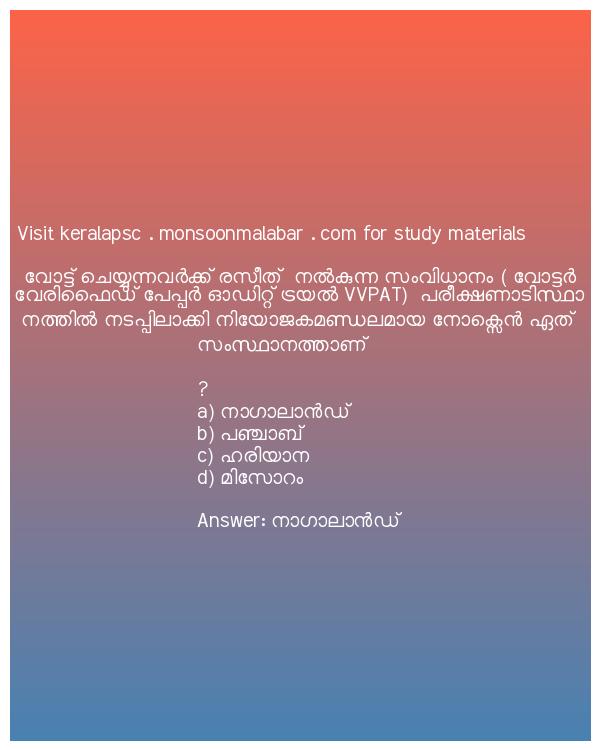 Visit keralapsc . monsoonmalabar . com for study materials
വോട്ട് ചെയ്യുന്നവർക്ക് രസീത്  നൽകുന്ന സംവിധാനം ( വോട്ടർ
വേരിഫൈഡ് പേപ്പർ ഓഡിറ്റ് ട്രയൽ VVPAT)  പരീക്ഷണാടിസ്ഥാ
നത്തിൽ നടപ്പിലാക്കി നിയോജകമണ്ഡലമായ നോക്സെൻ ഏത്
സംസ്ഥാനത്താണ്
?
a) നാഗാലാൻഡ്
b) പഞ്ചാബ്
c) ഹരിയാന
d) മിസോറം
Answer: നാഗാലാൻഡ്